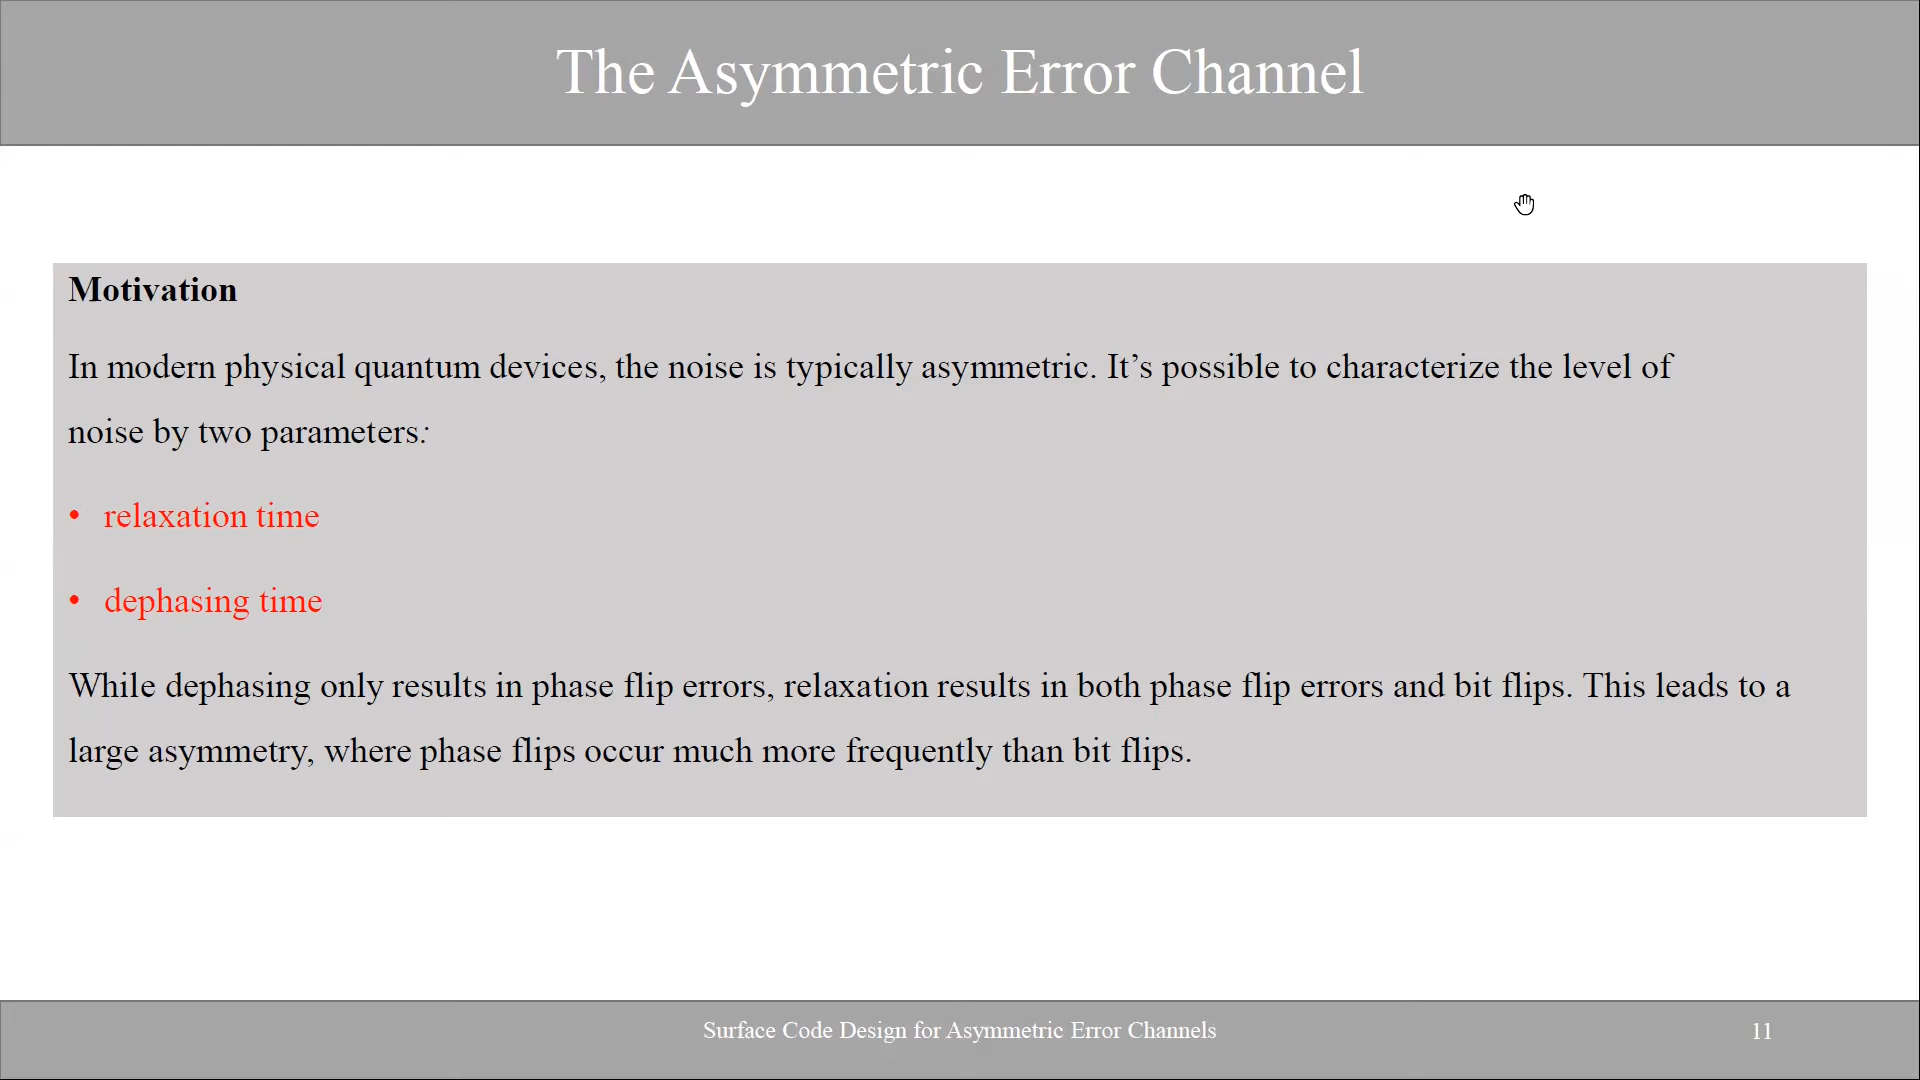 The Asymmetric Error Channel
Motivation
In modern physical quantum devices, the noise is typically asymmetric. It’s possible to characterize the level of
noise by two parameters:
• relaxation time
• dephasing time
While dephasing only results in phase flip errors, relaxation results in both phase flip errors and bit flips. This leads to a
large asymmetry, where phase flips occur much more frequently than bit flips.
Surface Code Design for Asymmetric Error Channels
11